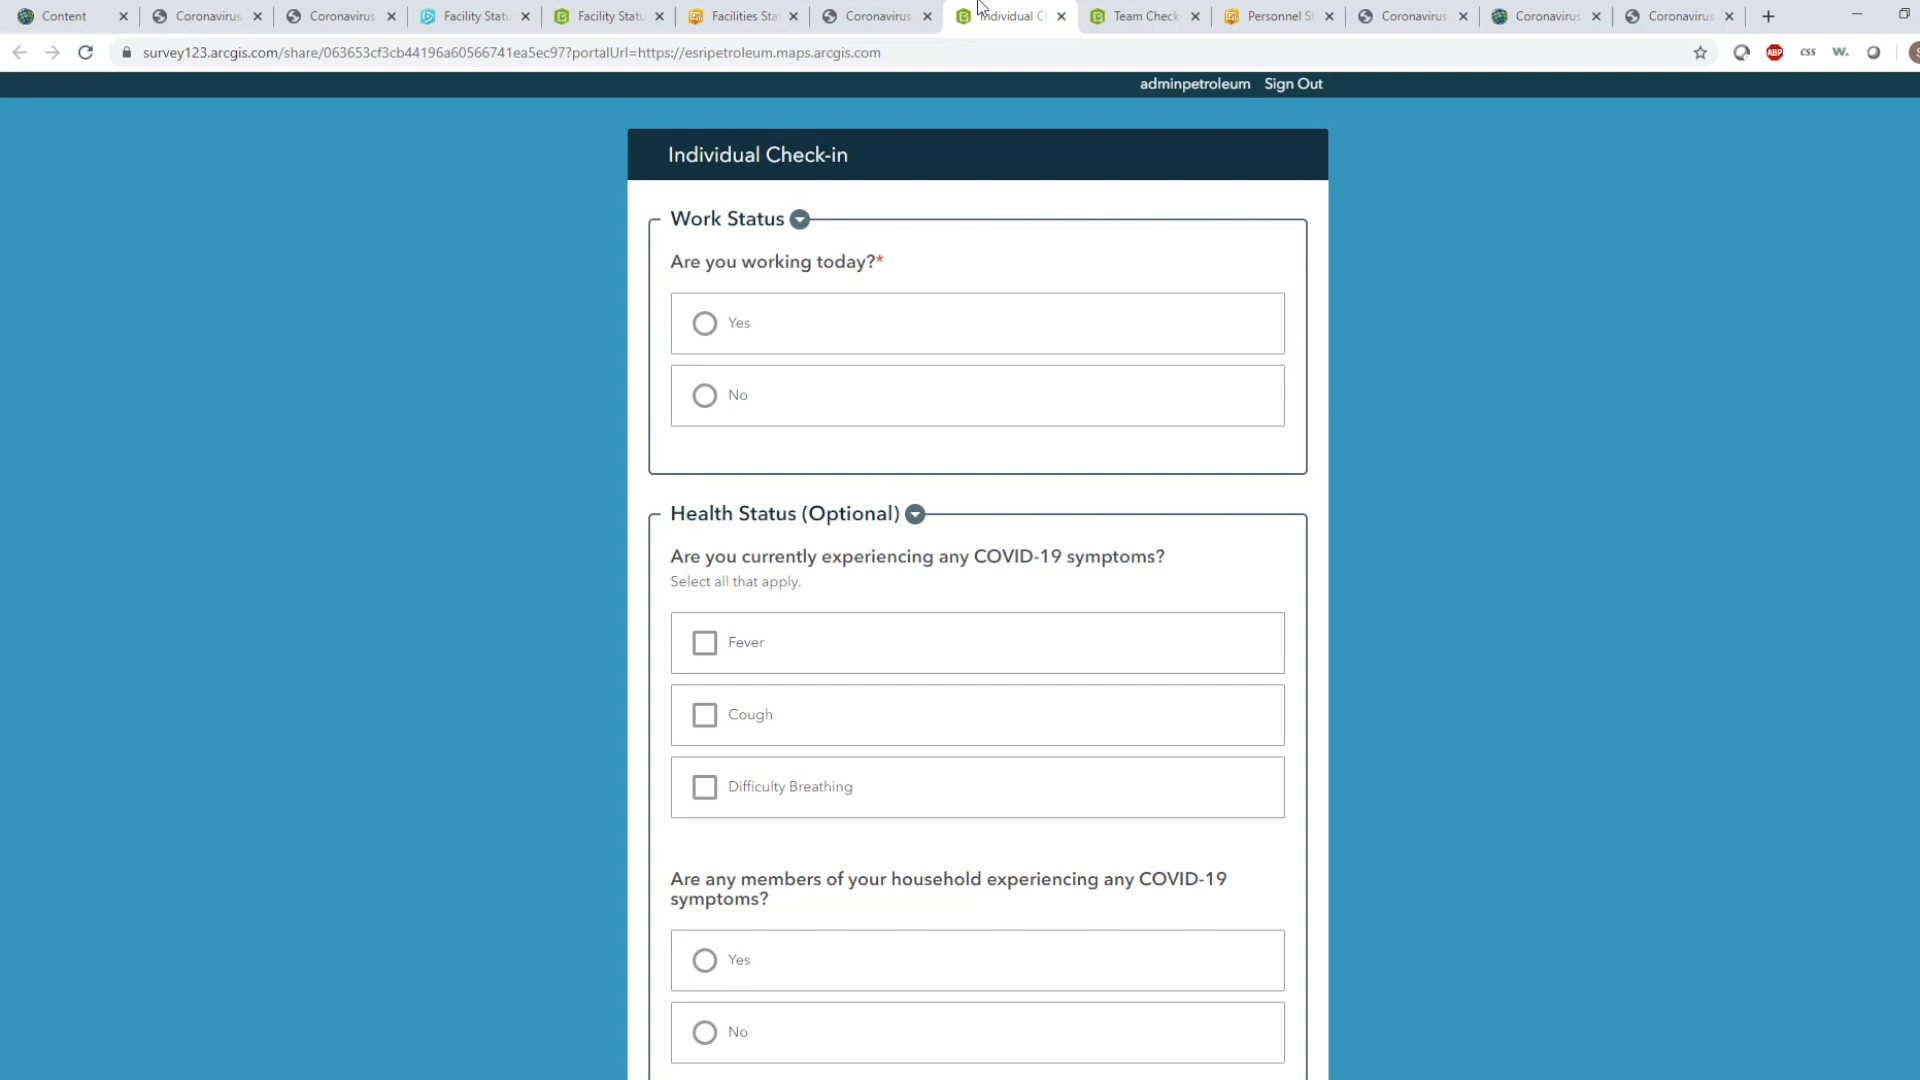 Content
Coronavirus
Coronavirus
Facility Statu
Facility Statu
Facilities Stat
Coronavirus
Individual C
Team Check
Personnel S
Coronavirus
Coronavirus
Coronavirus
survey123.arcgis.com/share/063653cf3cb44196a60566741ea5ec97?portalUrl=https://esripetroleum.maps.arcgis.com
ABP
css
W.
adminpetroleum Sign Out
Individual Check-in
Work Status
Are you working today?*
Yes
No
Health Status (Optional)
Are you currently experiencing any COVID-19 symptoms?
Select all that apply.
Fever
Cough
Difficulty Breathing
Are any members of your household experiencing any COVID-19
symptoms?
Yes
No